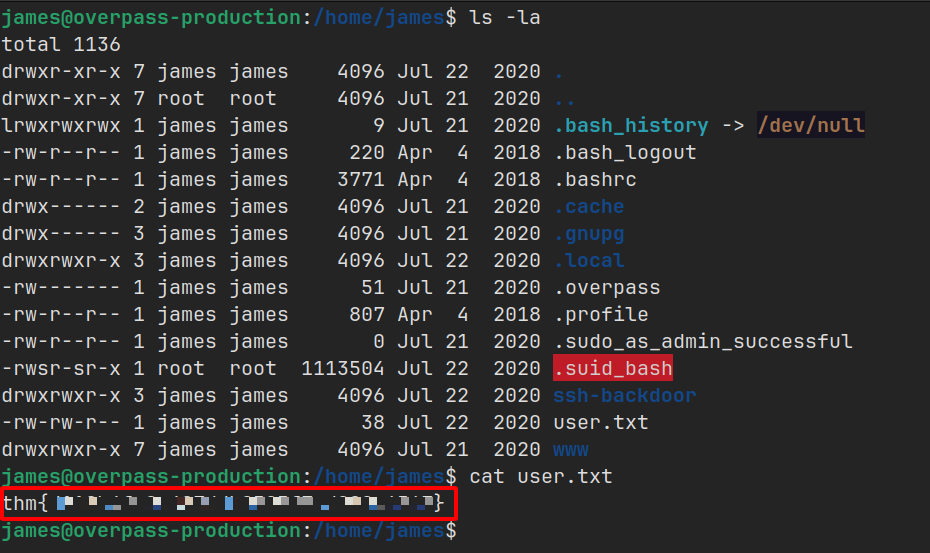 james@overpass-production:/home/james$ ls -la
total 1136
drwxr-xr-x 7 james james    4096 Jul 22  2020 .
drwxr-xr-x 7 root  root     4096 Jul 21  2020 ..
lrwxrwxrwx 1 james james       9 Jul 21  2020 .bash_history -> /dev/null
-rw-r--r-- 1 james james     220 Apr  4  2018 .bash_logout
-rw-r--r-- 1 james james    3771 Apr  4  2018 .bashrc
drwx------ 2 james james    4096 Jul 21  2020 .cache
drwx------ 3 james james    4096 Jul 21  2020 .gnupg
drwxrwxr-x 3 james james    4096 Jul 22  2020 .local
-rw------- 1 james james      51 Jul 21  2020 .overpass
-rw-r--r-- 1 james james     807 Apr  4  2018 .profile
-rw-r--r-- 1 james james       0 Jul 21  2020 .sudo_as_admin_successful
-rwsr-sr-x 1 root  root  1113504 Jul 22  2020 .suid_bash
drwxrwxr-x 3 james james    4096 Jul 22  2020 ssh-backdoor
-rw-rw-r-- 1 james james      38 Jul 22  2020 user.txt
drwxrwxr-x 7 james james    4096 Jul 21  2020 www
james@overpass-production:/home/james$ cat user.txt
thm{ }
james@overpass-production:/home/james$